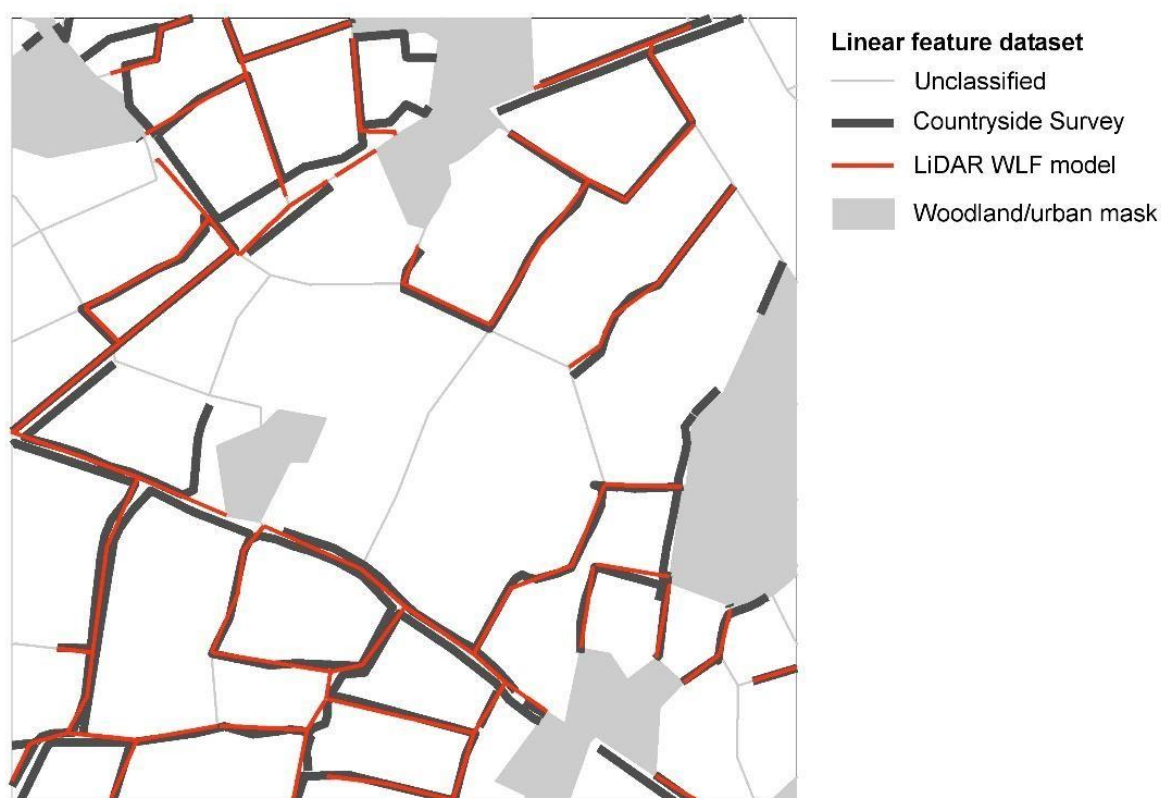 Linear feature dataset
Unclassified
Countryside Survey
LiDAR WLF model
Woodland/urban mask